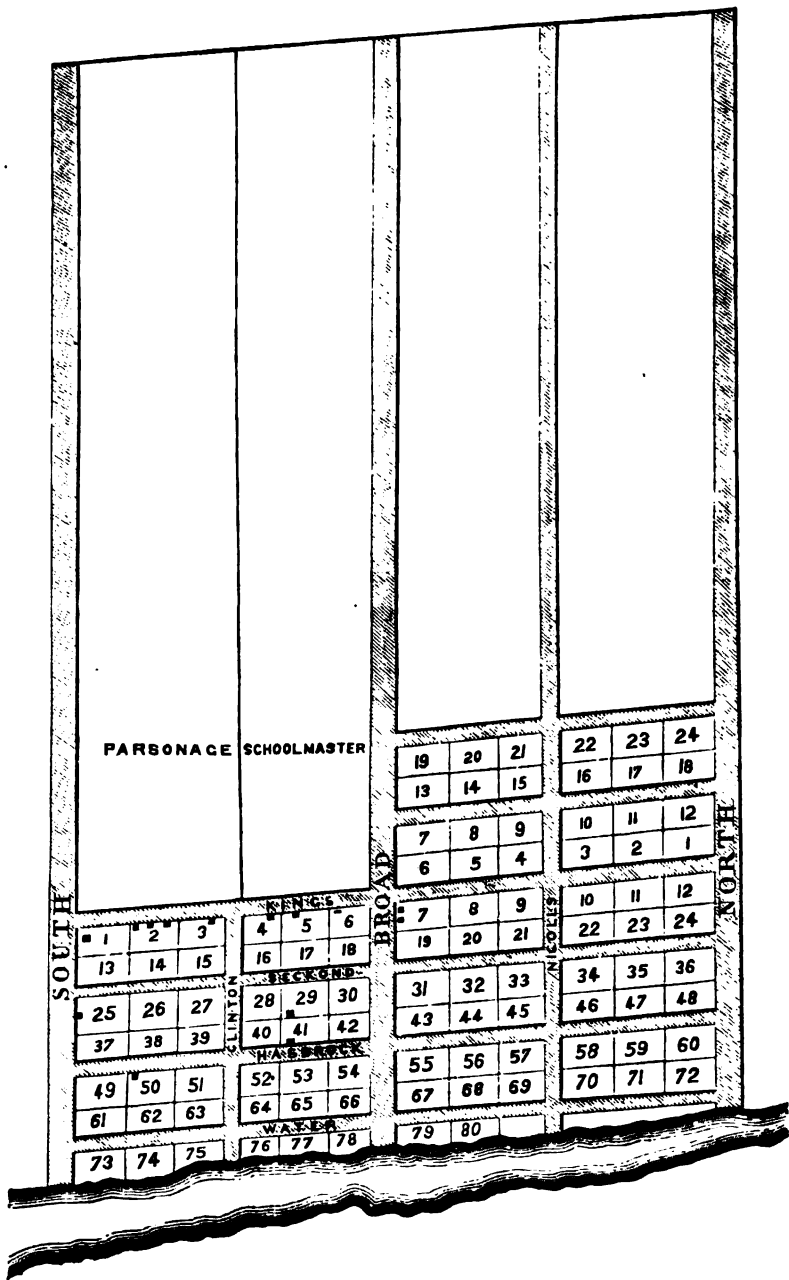 PARSONAGE SCHOOLMASTER
19 20 21
13 14 15
22 23 24
16 17 18
7 8 9
6 5 4
10 11 12
3 2 1
KINGS
SOUTH
BROAD
NORTH
1 2 3
13 14 15
4 5 6
16 17 18
7 8 9
19 20 21
10 11 12
22 23 24
CLINTON
NICOLLS
SECKOND
25 26 27
37 38 39
28 29 30
40 41 42
31 32 33
43 44 45
34 35 36
46 47 48
HASBROCK
49 50 51
61 62 63
52 53 54
64 65 66
55 56 57
67 68 69
58 59 60
70 71 72
WATER
73 74 75
76 77 78
79 80